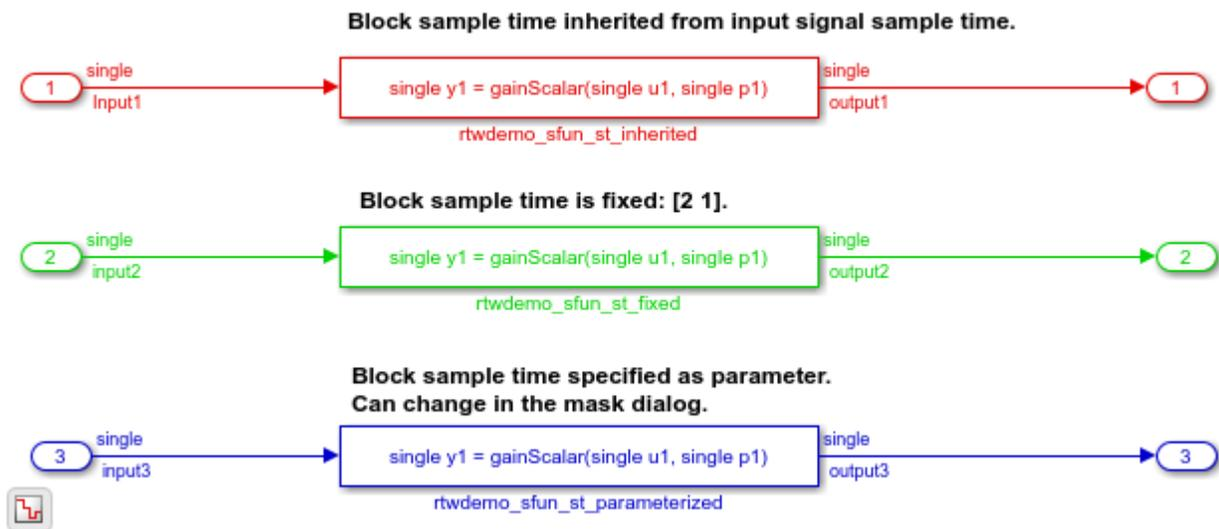 Block sample time inherited from input signal sample time.
1
single
Input1
single y1 = gainScalar(single u1, single p1)
rtwdemo_sfun_st_inherited
single
output1
1
Block sample time is fixed: [2 1].
2
single
input2
single y1 = gainScalar(single u1, single p1)
rtwdemo_sfun_st_fixed
single
output2
2
Block sample time specified as parameter.
Can change in the mask dialog.
3
single
input3
single y1 = gainScalar(single u1, single p1)
rtwdemo_sfun_st_parameterized
single
output3
3